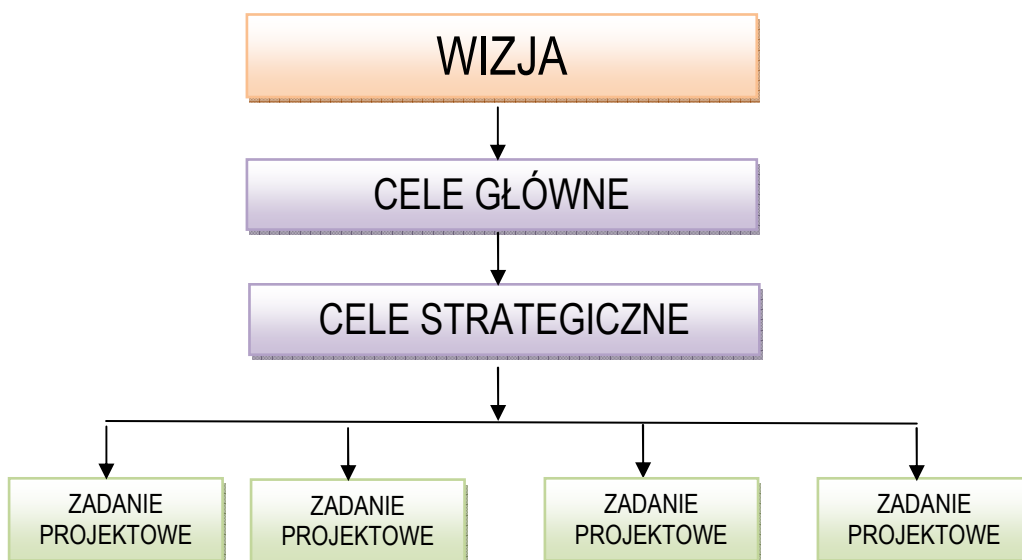 WIZJA
CELE GŁÓWNE
CELE STRATEGICZNE
ZADANIE
PROJEKTOWE
ZADANIE
PROJEKTOWE
ZADANIE
PROJEKTOWE
ZADANIE
PROJEKTOWE